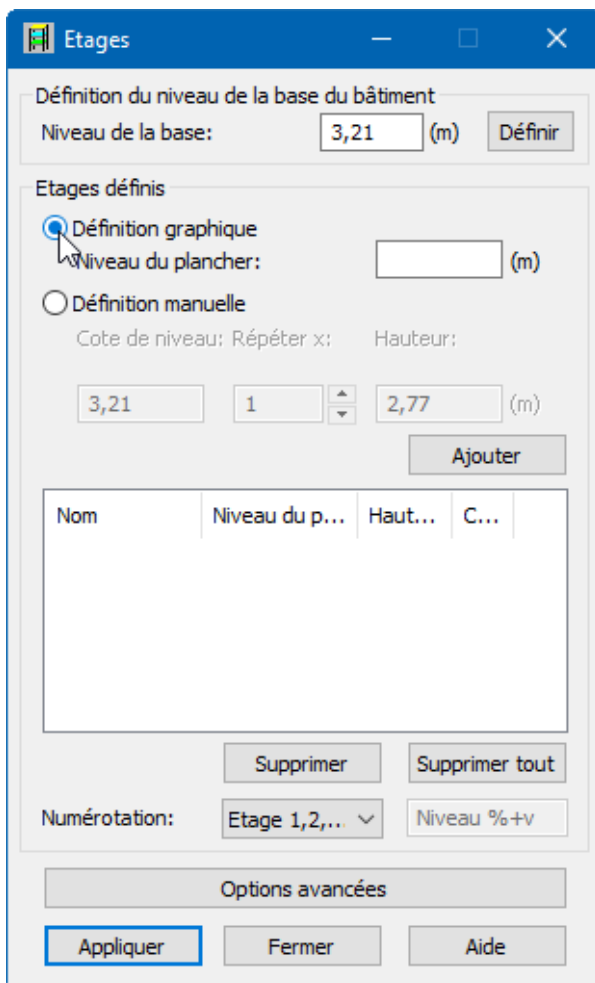 Etages
Définition du niveau de la base du bâtiment
Niveau de la base: 3,21 (m) Définir
Etages définis
Définition graphique
Niveau du plancher: (m)
Définition manuelle
Cote de niveau: Répéter x: Hauteur:
3,21 1 2,77 (m)
Ajouter
Nom Niveau du p... Haut... C...
Supprimer Supprimer tout
Numérotation: Etage 1,2,... Niveau %+v
Options avancées
Appliquer Fermer Aide